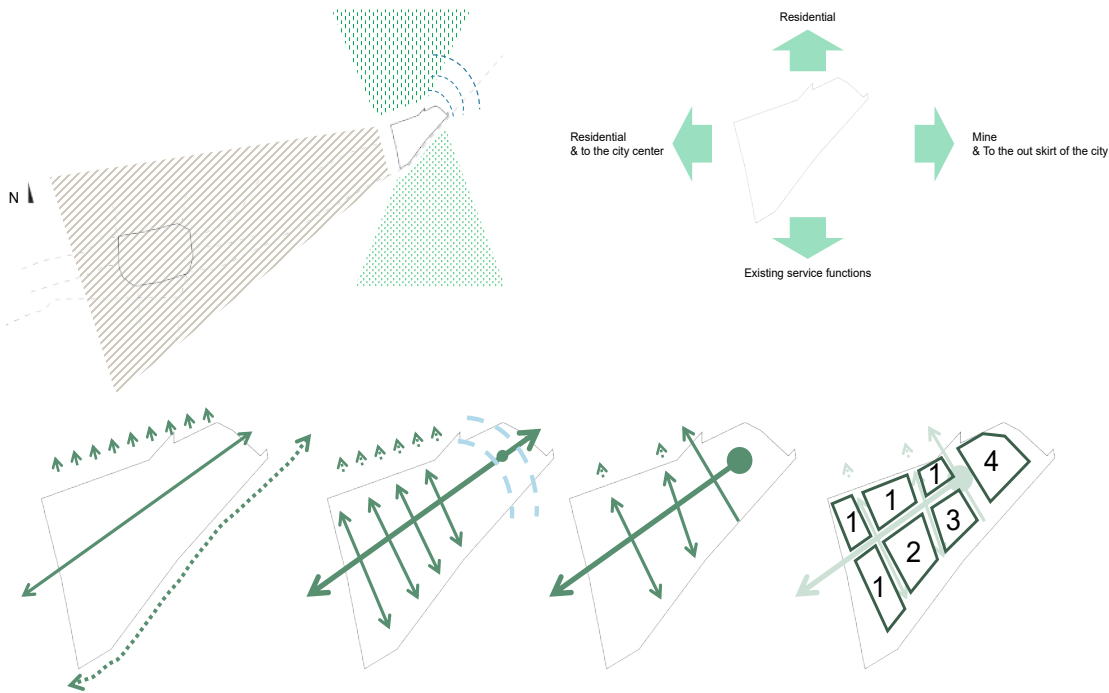 Residential
Residential
& to the city center
Mine
& To the out skirt of the city
N
Existing service functions
1
1
1
4
1
2
3